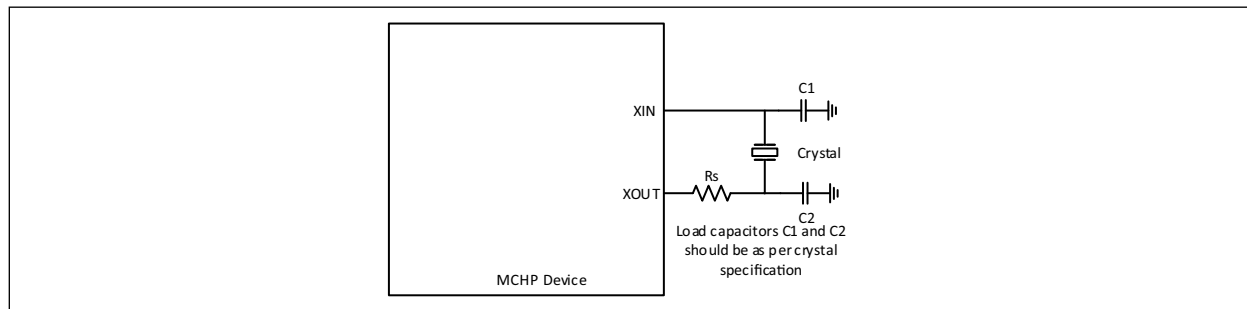 C1
XIN
Crystal
Rs
XOUT
C2
Load capacitors C1 and C2
should be as per crystal
specification
MCHP Device